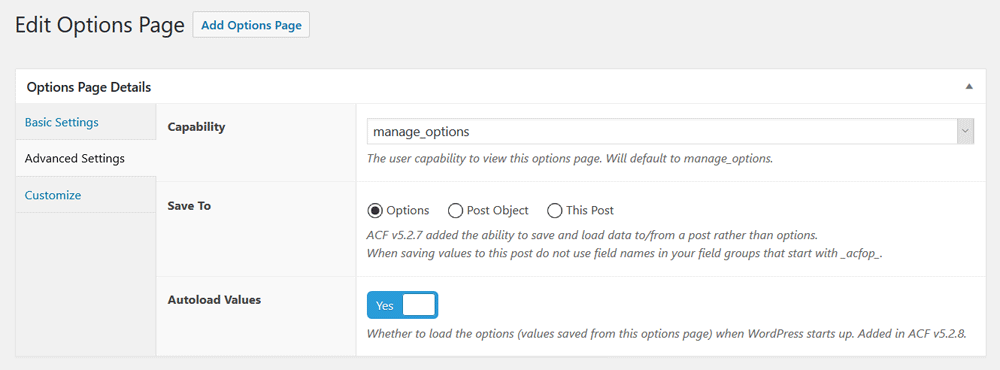 Edit Options Page
Add Options Page
Options Page Details
Basic Settings
Advanced Settings
Customize
Capability
manage_options
The user capability to view this options page. Will default to manage_options.
Save To
Options Post Object This Post
ACF v5.2.7 added the ability to save and load data to/from a post rather than options.
When saving values to this post do not use field names in your field groups that start with _acfop_.
Autoload Values
Yes
Whether to load the options (values saved from this options page) when WordPress starts up. Added in ACF v5.2.8.